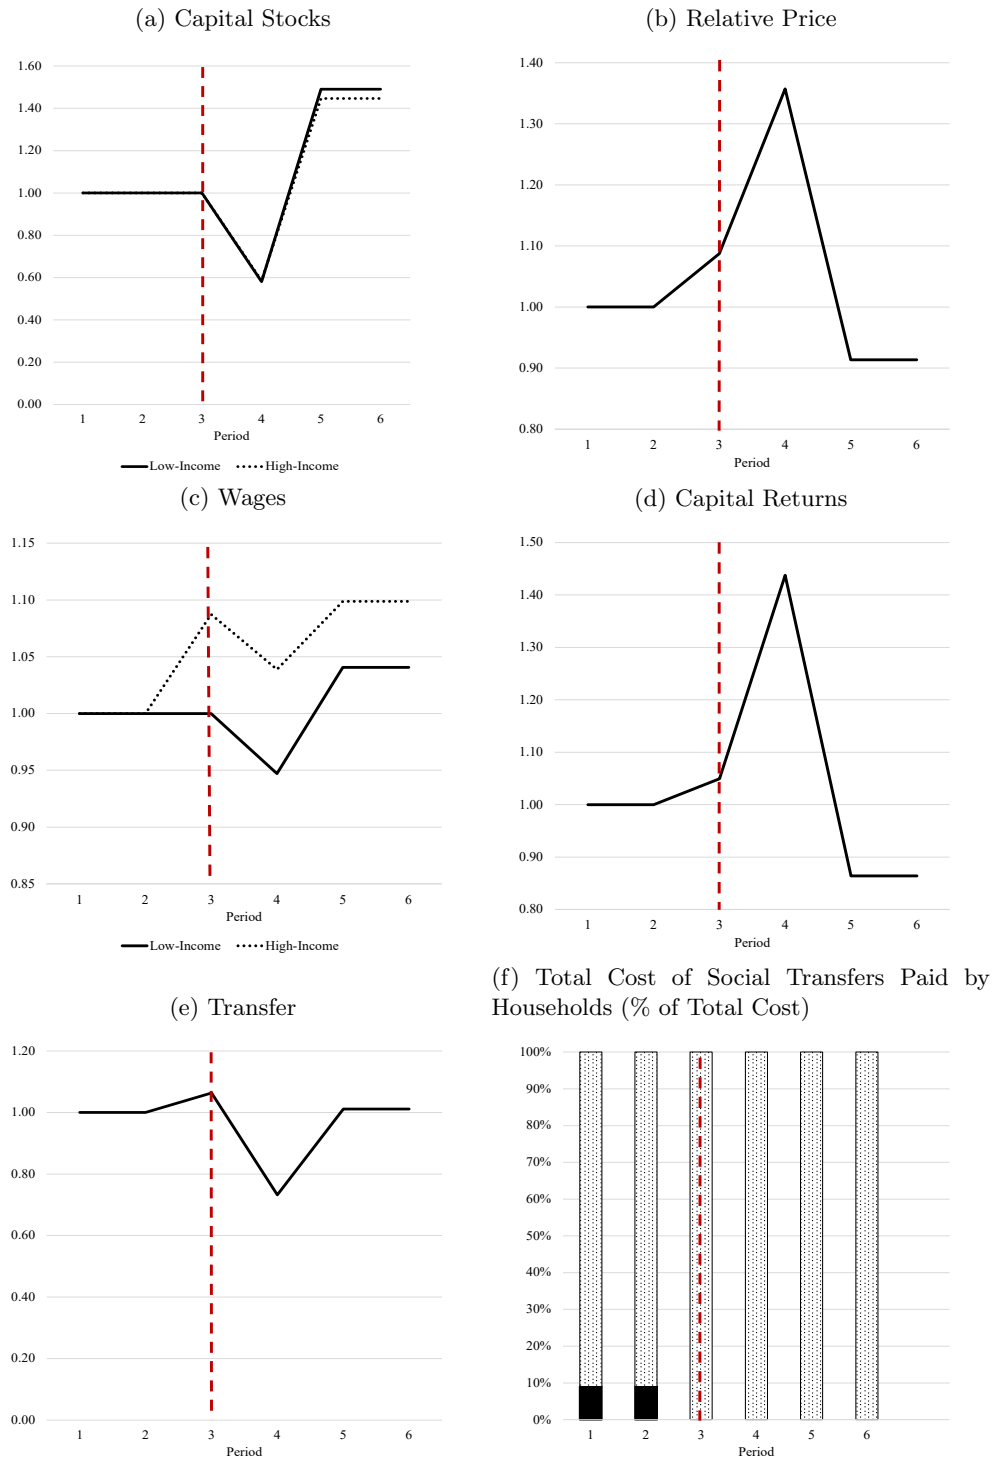 (a) Capital Stocks
1.60
1.40
1.20
1.00
0.80
0.60
0.40
0.20
0.00
1 2 3 4 5 6
Period
Low-Income High-Income
(b) Relative Price
1.40
1.30
1.20
1.10
1.00
0.90
0.80
1 2 3 4 5 6
Period
(c) Wages
1.15
1.10
1.05
1.00
0.95
0.90
0.85
1 2 3 4 5 6
Period
Low-Income High-Income
(d) Capital Returns
1.50
1.40
1.30
1.20
1.10
1.00
0.90
0.80
1 2 3 4 5 6
Period
(e) Transfer
1.20
1.00
0.80
0.60
0.40
0.20
0.00
1 2 3 4 5 6
Period
(f) Total Cost of Social Transfers Paid by
Households (% of Total Cost)
100%
90%
80%
70%
60%
50%
40%
30%
20%
10%
0%
1 2 3 4 5 6
Period